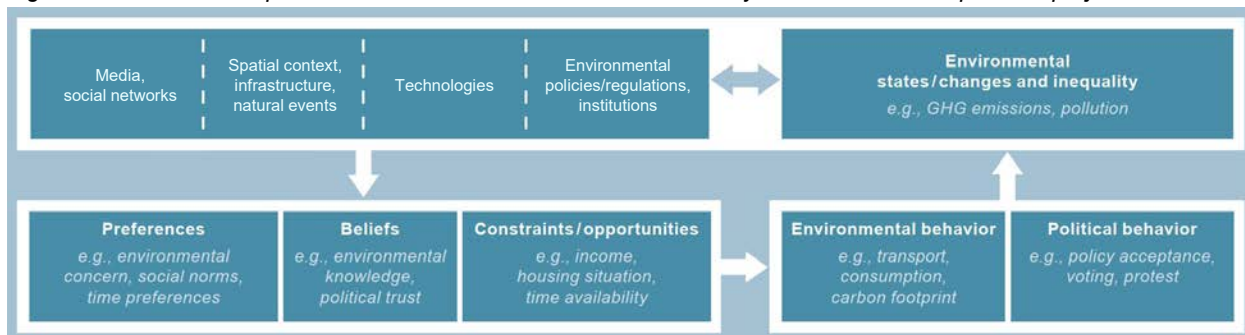 Media,
social networks
Spatial context,
infrastructure,
natural events
Technologies
Environmental
policies/regulations,
institutions
Environmental
states/changes and inequality
e.g., GHG emissions, pollution
Preferences
e.g., environmental
concern, social norms,
time preferences
Beliefs
e.g., environmental
knowledge,
political trust
Constraints/opportunities
e.g., income,
housing situation,
time availability
Environmental behavior
e.g., transport,
consumption,
carbon footprint
Political behavior
e.g., policy acceptance,
voting, protest